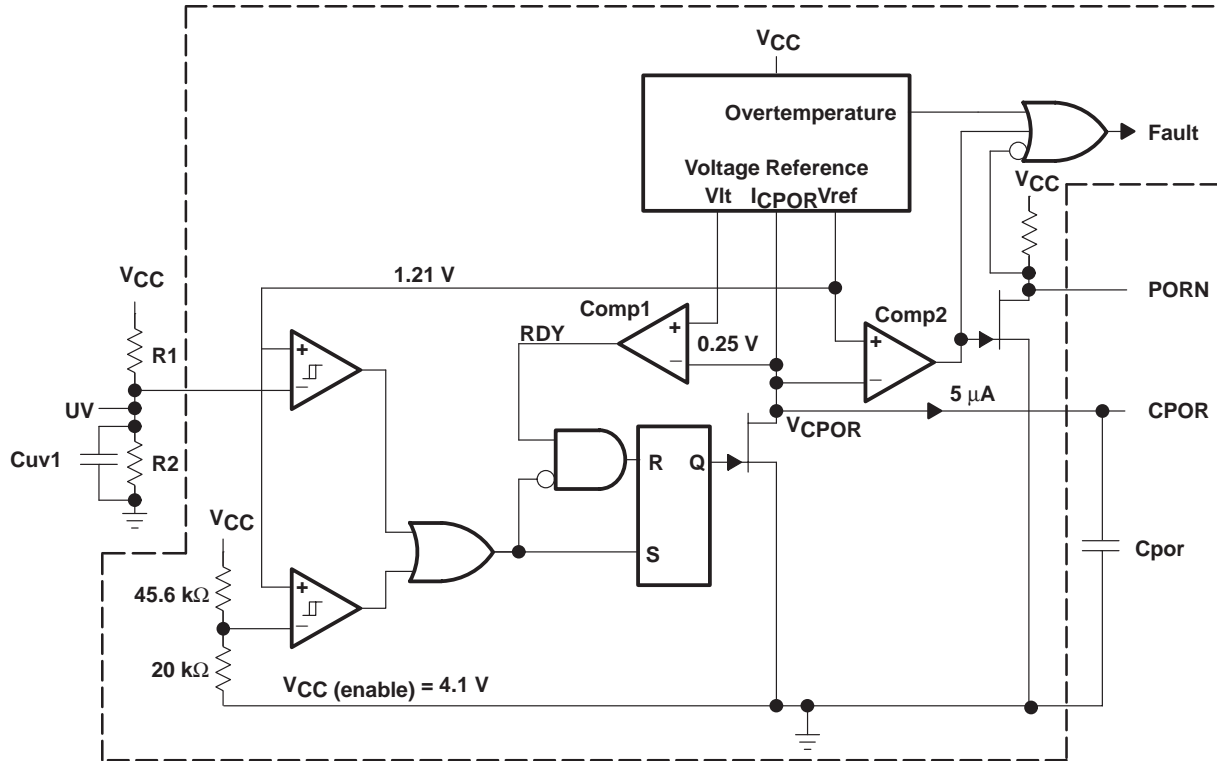 VCC
Overtemperature
Fault
Voltage Reference
VIt ICPOR Vref
VCC
1.21 V
VCC
PORN
Comp1
Comp2
RDY
+
+
+
0.25 V
R1
−
−
−
5 μA
UV
CPOR
VCPOR
Cuv1
R2
R
Q
VCC
S
Cpor
45.6 kΩ
+
−
20 kΩ
VCC (enable) = 4.1 V